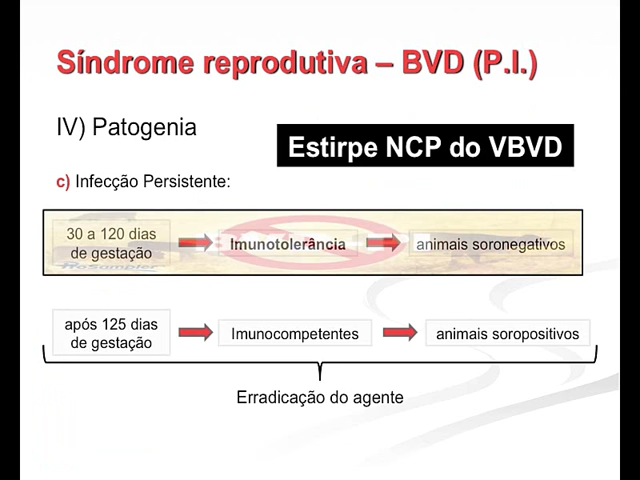 Síndrome reprodutiva – BVD (P.I.)
IV) Patogenia
Estirpe NCP do VBVD
c) Infecção Persistente:
30 a 120 dias
de gestação
Imunotolerância
animais soronegativos
após 125 dias
de gestação
Imunocompetentes
animais soropositivos
Erradicação do agente